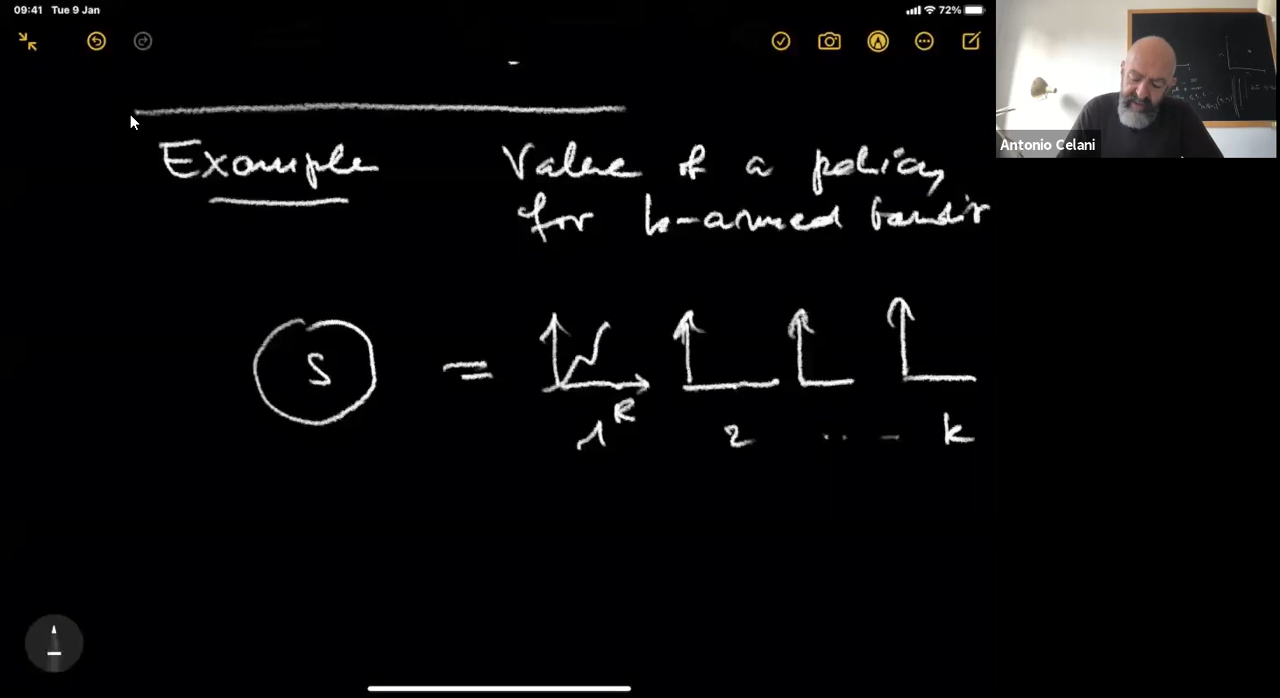 09:41 Tue 9 Jan 72%
Antonio Celani
Example Value of a policy
for k-armed bandit
S =
R
1 2 ... k